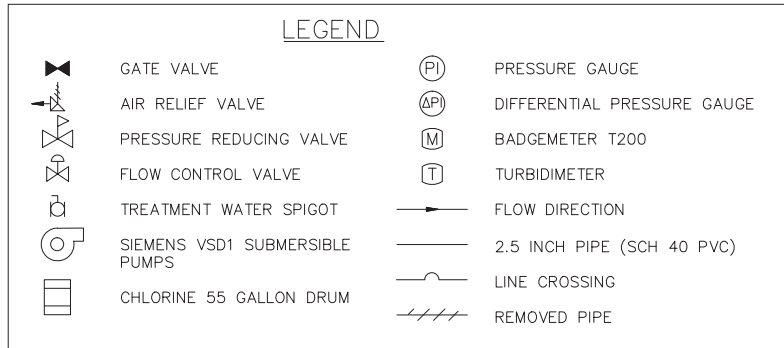 LEGEND
GATE VALVE
AIR RELIEF VALVE
PRESSURE REDUCING VALVE
FLOW CONTROL VALVE
TREATMENT WATER SPIGOT
SIEMENS VSD1 SUBMERSIBLE
PUMPS
CHLORINE 55 GALLON DRUM
PI PRESSURE GAUGE
ΔPI DIFFERENTIAL PRESSURE GAUGE
M BADGEMETER T200
T TURBIDIMETER
FLOW DIRECTION
2.5 INCH PIPE (SCH 40 PVC)
LINE CROSSING
REMOVED PIPE